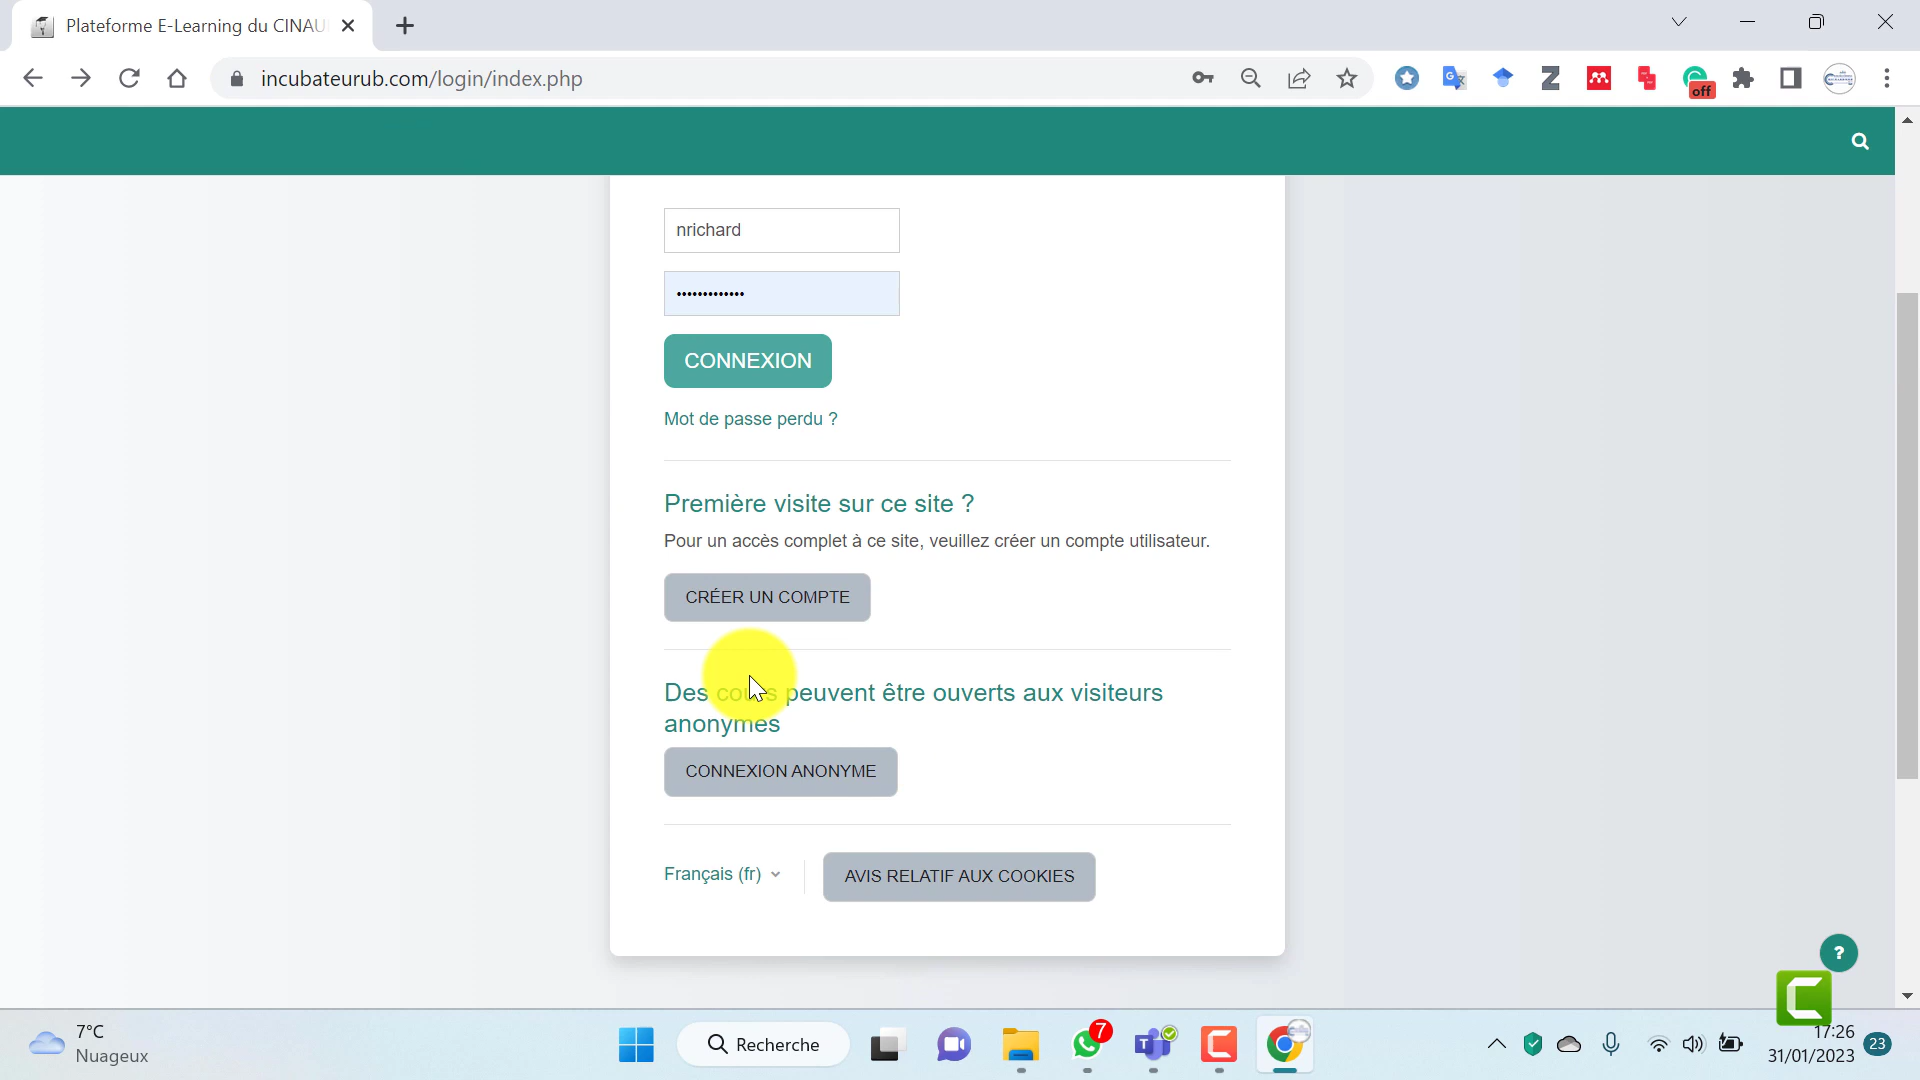 Plateforme E-Learning du CINAU
incubateurub.com/login/index.php
off
nrichard
•••••••••••••
CONNEXION
Mot de passe perdu ?
Première visite sur ce site ?
Pour un accès complet à ce site, veuillez créer un compte utilisateur.
CRÉER UN COMPTE
Des cours peuvent être ouverts aux visiteurs
anonymes
CONNEXION ANONYME
Français (fr)
AVIS RELATIF AUX COOKIES
?
7°C
Nuageux
Recherche
7
17:26
31/01/2023
23